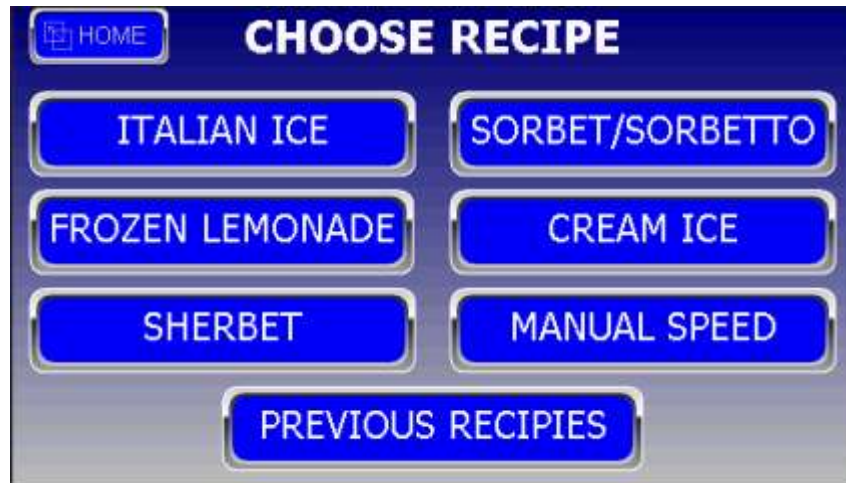 HOME
CHOOSE RECIPE
ITALIAN ICE
SORBET/SORBETTO
FROZEN LEMONADE
CREAM ICE
SHERBET
MANUAL SPEED
PREVIOUS RECIPIES